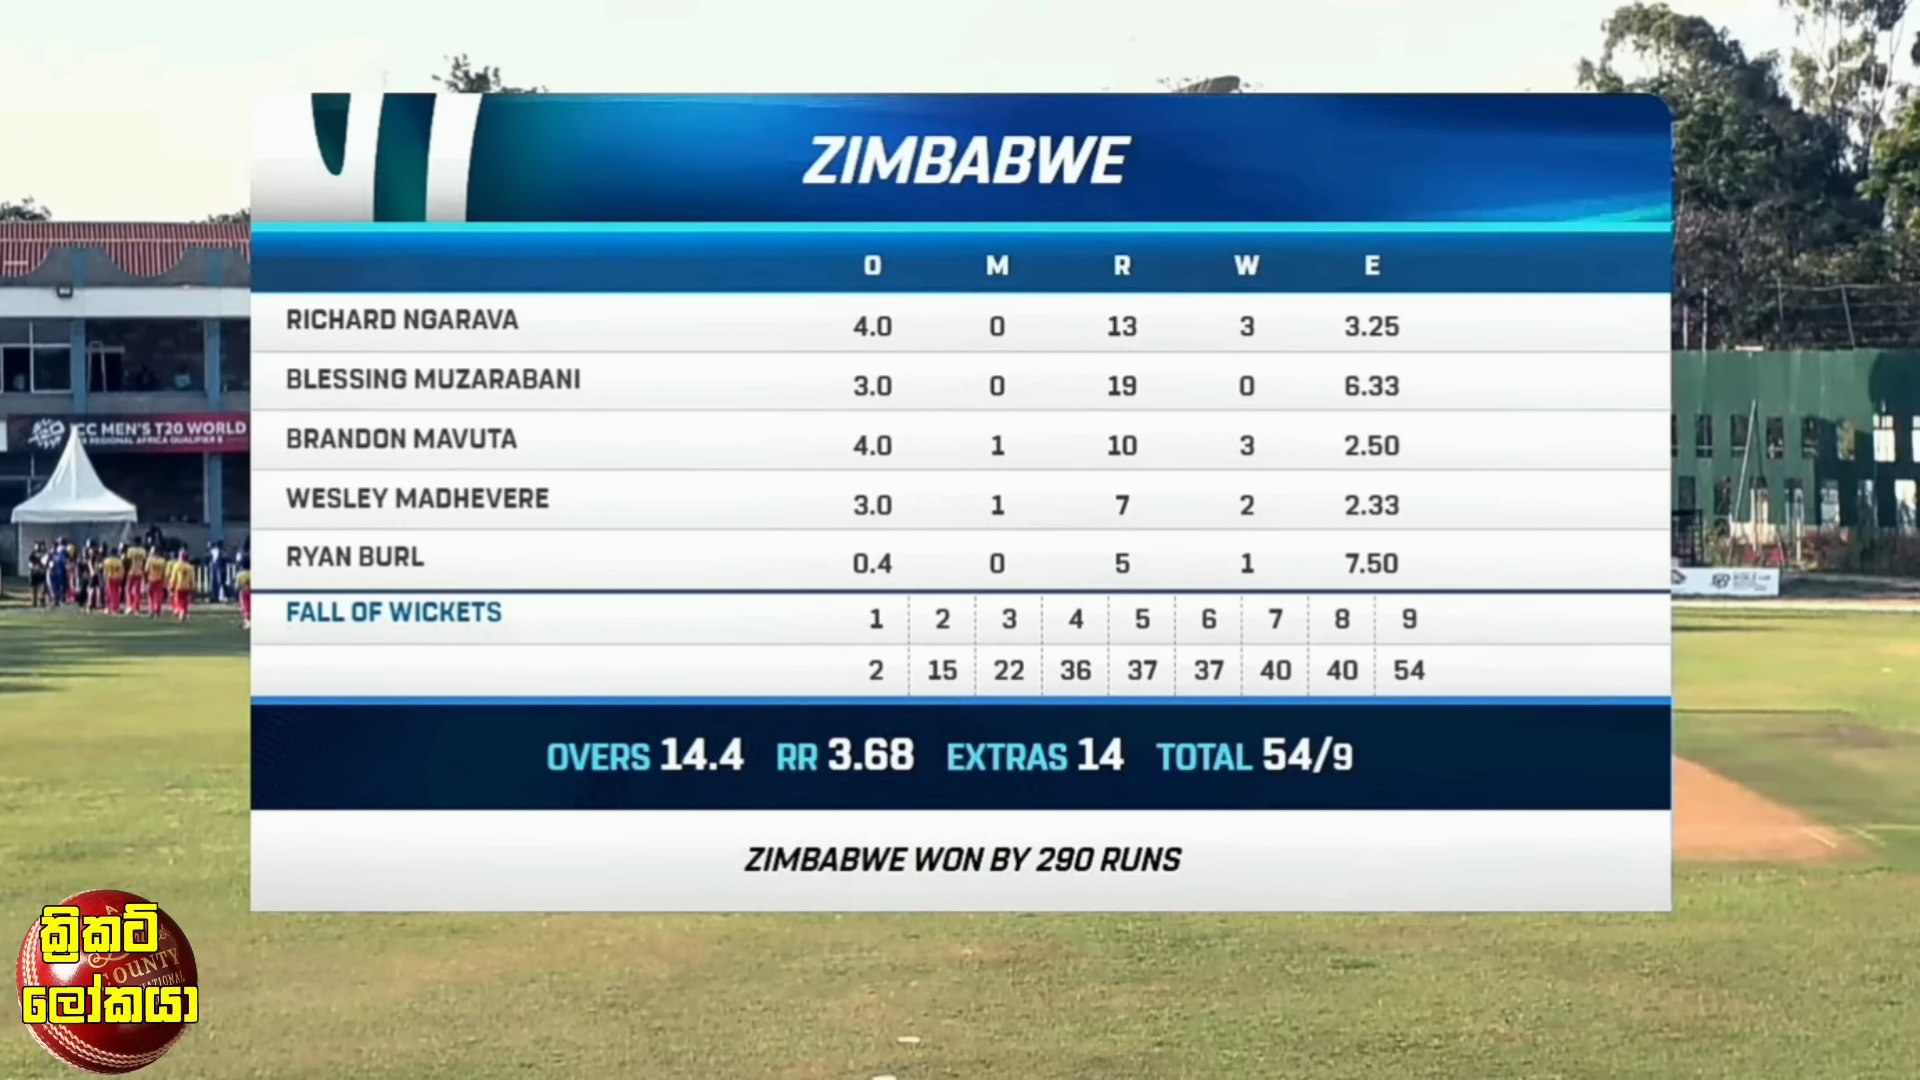 ZIMBABWE
O M R W E
RICHARD NGARAVA 4.0 0 13 3 3.25
BLESSING MUZARABANI 3.0 0 19 0 6.33
BRANDON MAVUTA 4.0 1 10 3 2.50
WESLEY MADHEVERE 3.0 1 7 2 2.33
RYAN BURL 0.4 0 5 1 7.50
FALL OF WICKETS 1 2 3 4 5 6 7 8 9
2 15 22 36 37 37 40 40 54
OVERS 14.4 RR 3.68 EXTRAS 14 TOTAL 54/9
ZIMBABWE WON BY 290 RUNS
CC MEN'S T20 WORLD
REGIONAL AFRICA QUALIFIER
ක්‍රිකට්
COUNTY
ලෝකයා